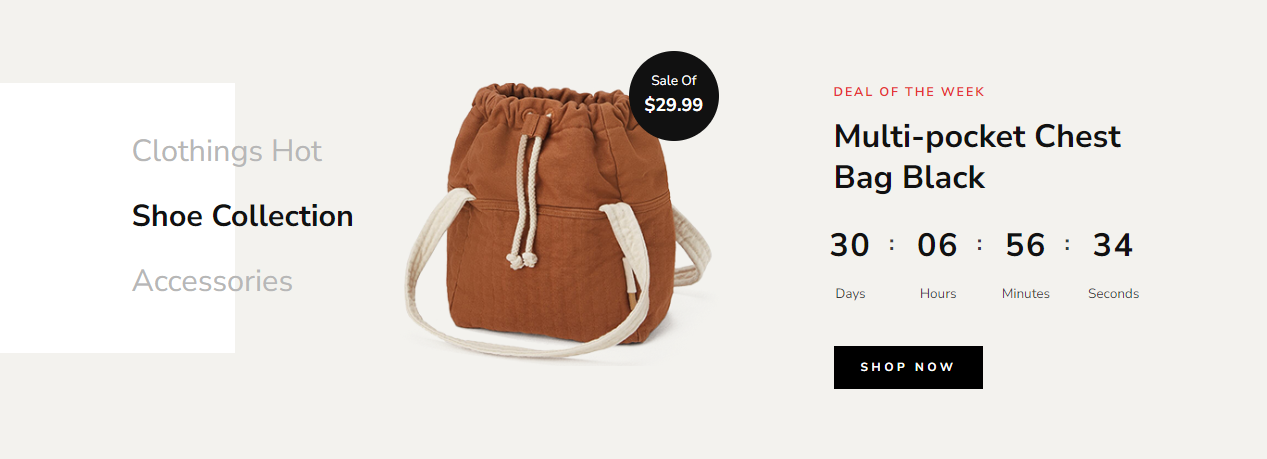 Clothings Hot
Shoe Collection
Accessories
Sale Of
$29.99
DEAL OF THE WEEK
Multi-pocket Chest
Bag Black
30 : 06 : 56 : 34
Days Hours Minutes Seconds
SHOP NOW